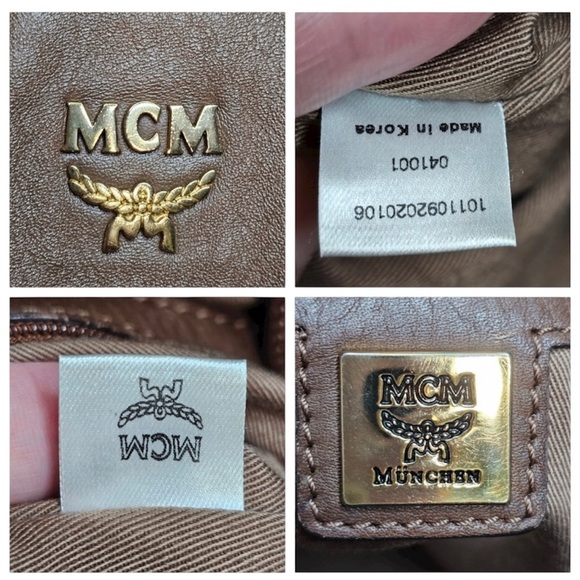 MCM
1011092020106
041001
Made in Korea
MCM
MCM
MÜNCHEN